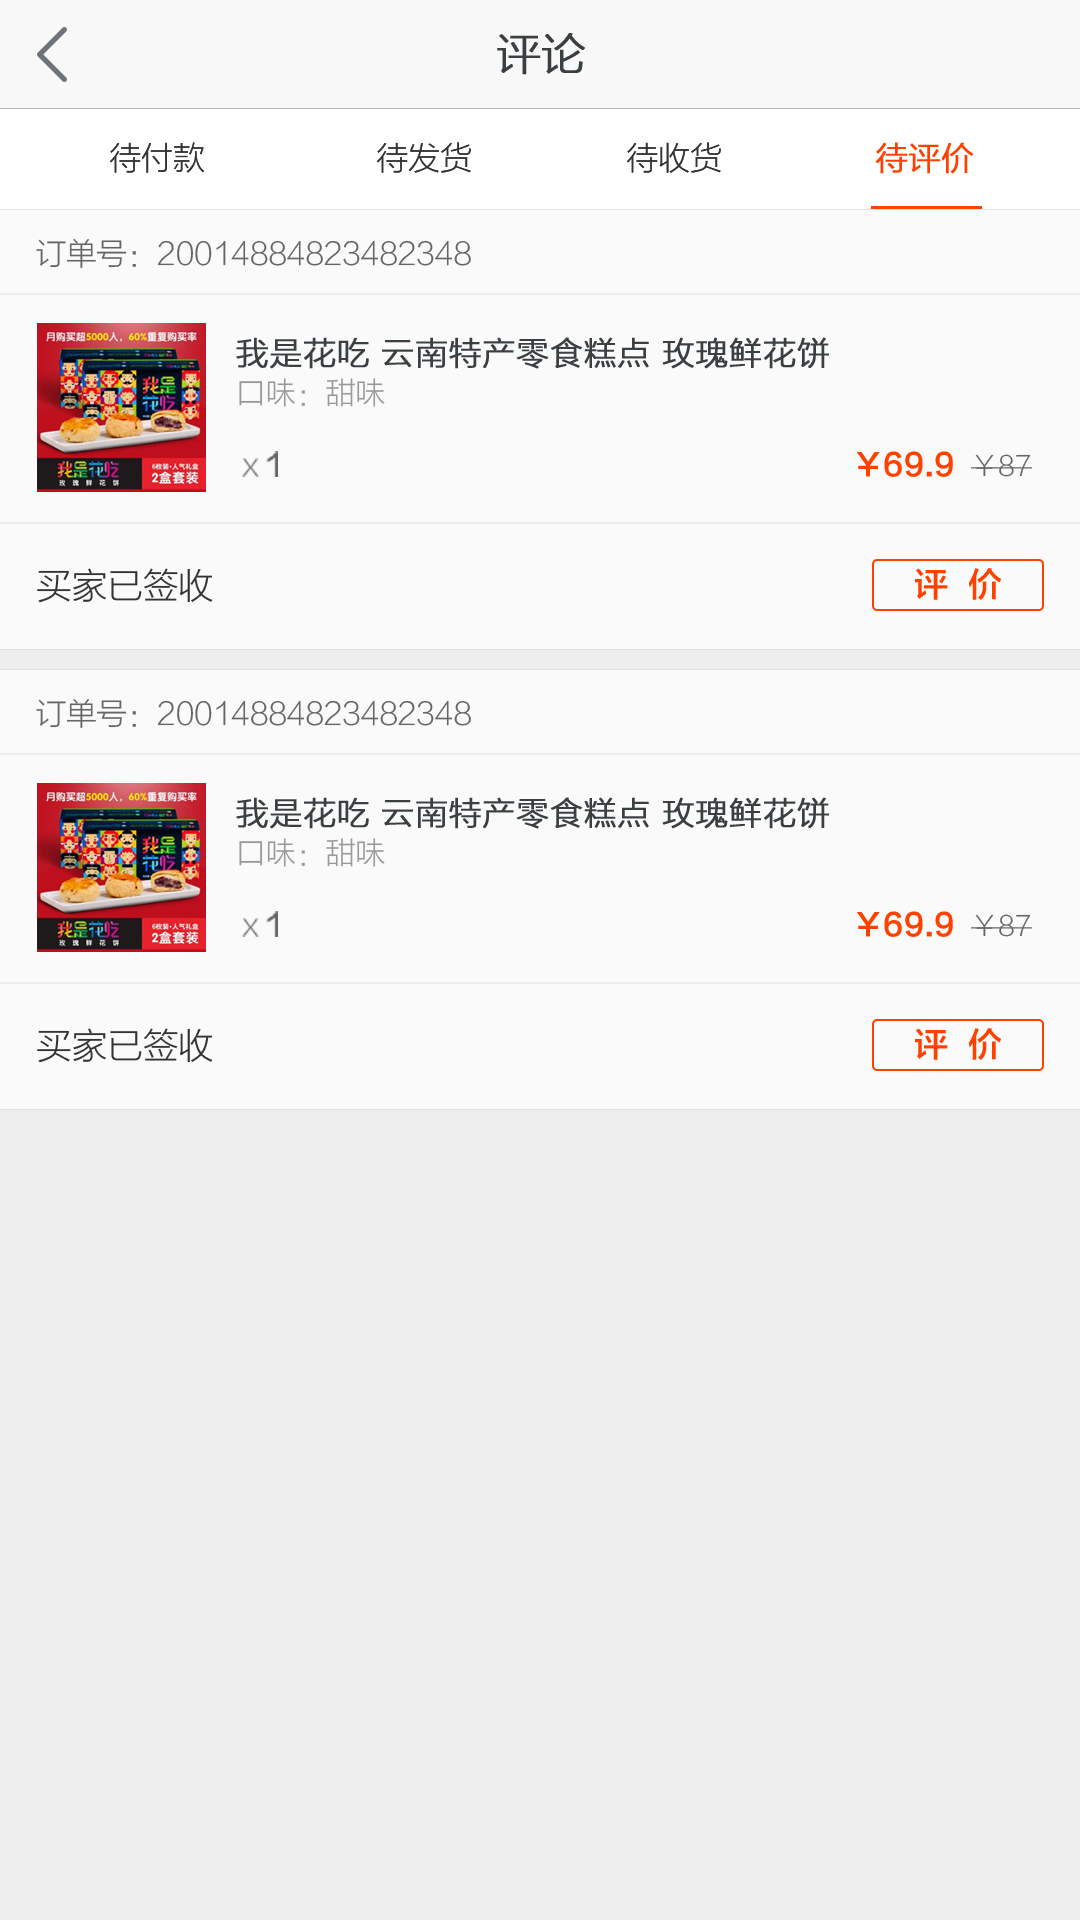 评论
待付款 待发货 待收货 待评价
订单号：20014884823482348
月购买超5000人，60%重复购买率
我是花吃
我是花吃
玫瑰鲜花饼
6枚装·人气礼盒
2盒套装
我是花吃 云南特产零食糕点 玫瑰鲜花饼
口味：甜味
x1
¥69.9 ¥87
买家已签收
评 价
订单号：20014884823482348
月购买超5000人，60%重复购买率
我是花吃
我是花吃
玫瑰鲜花饼
6枚装·人气礼盒
2盒套装
我是花吃 云南特产零食糕点 玫瑰鲜花饼
口味：甜味
x1
¥69.9 ¥87
买家已签收
评 价